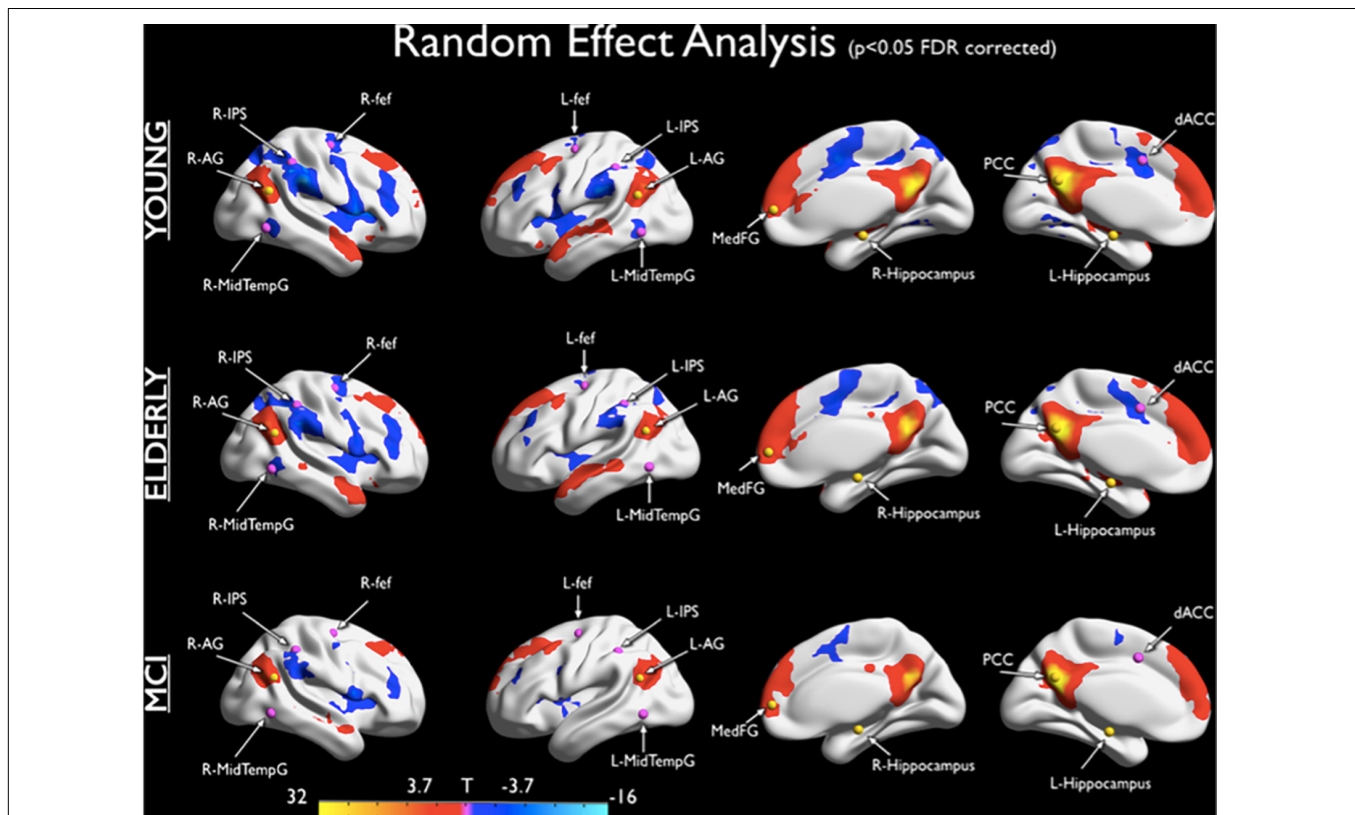 Random Effect Analysis (p<0.05 FDR corrected)
YOUNG
R-IPS
R-fef
R-AG
R-MidTempG
L-fef
L-IPS
L-AG
L-MidTempG
MedFG
R-Hippocampus
PCC
dACC
L-Hippocampus
ELDERLY
R-IPS
R-fef
R-AG
R-MidTempG
L-fef
L-IPS
L-AG
L-MidTempG
MedFG
R-Hippocampus
PCC
dACC
L-Hippocampus
MCI
R-IPS
R-fef
R-AG
R-MidTempG
L-fef
L-IPS
L-AG
L-MidTempG
MedFG
R-Hippocampus
PCC
dACC
L-Hippocampus
32 3.7 T -3.7 -16